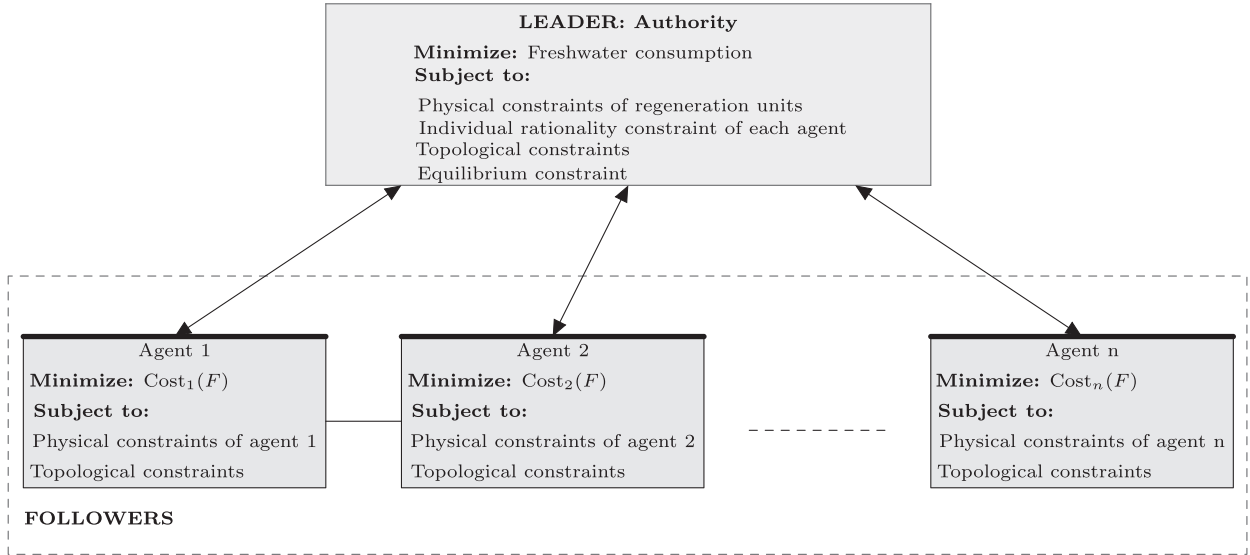 LEADER: Authority
Minimize: Freshwater consumption
Subject to:
Physical constraints of regeneration units
Individual rationality constraint of each agent
Topological constraints
Equilibrium constraint
Agent 1
Minimize: Cost₁(F)
Subject to:
Physical constraints of agent 1
Topological constraints
Agent 2
Minimize: Cost₂(F)
Subject to:
Physical constraints of agent 2
Topological constraints
Agent n
Minimize: Costₙ(F)
Subject to:
Physical constraints of agent n
Topological constraints
FOLLOWERS